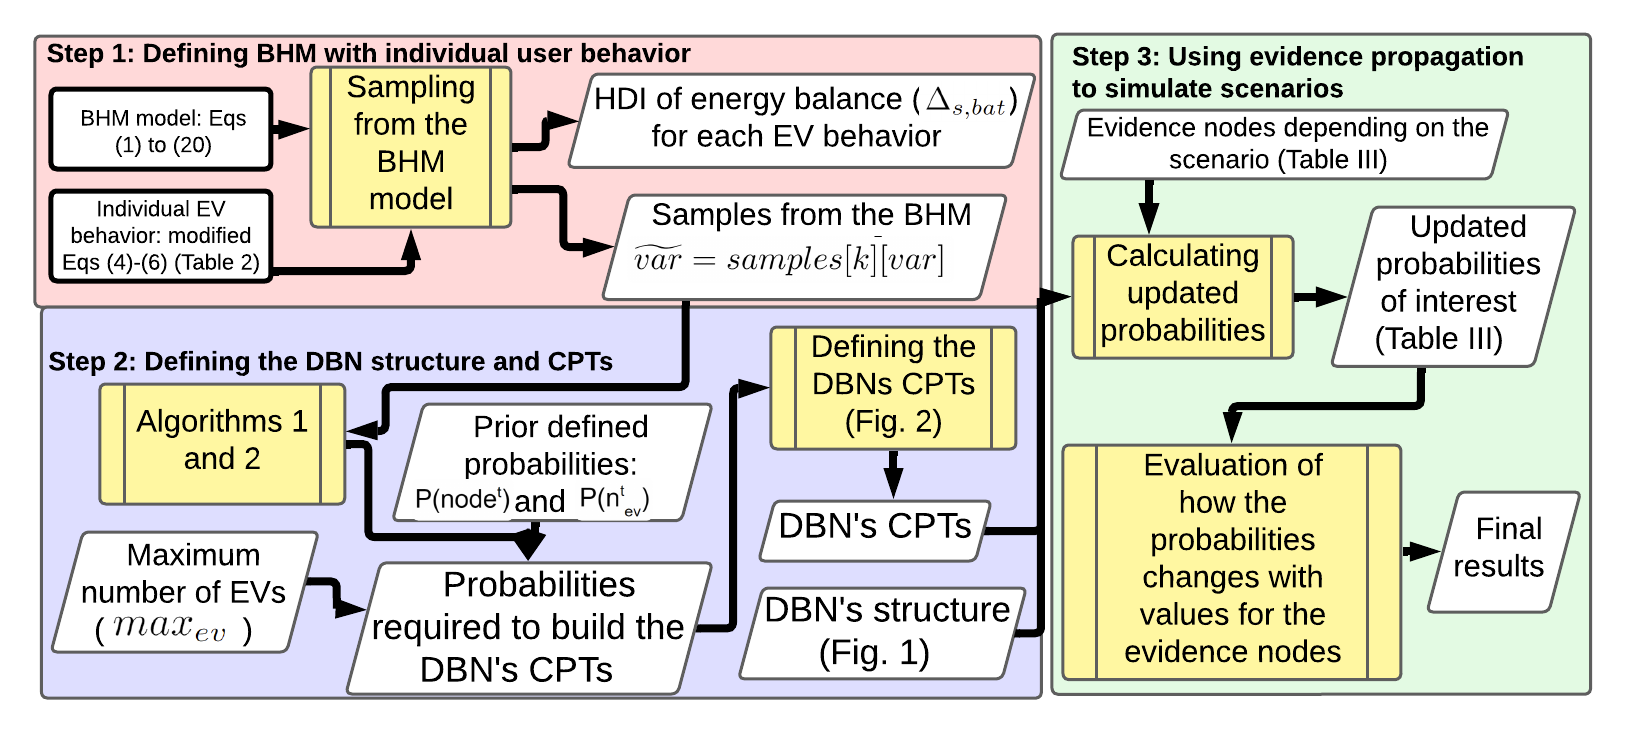 Step 1: Defining BHM with individual user behavior
BHM model: Eqs
(1) to (20)
Individual EV
behavior: modified
Eqs (4)-(6) (Table 2)
Sampling
from the
BHM
model
HDI of energy balance (Δ_{s,bat})
for each EV behavior
Samples from the BHM
\widetilde{var} = samples[k][var]
Step 2: Defining the DBN structure and CPTs
Algorithms 1
and 2
Prior defined
probabilities:
P(node^t) and P(n^t_{ev})
Maximum
number of EVs
( max_{ev} )
Probabilities
required to build the
DBN's CPTs
Defining the
DBNs CPTs
(Fig. 2)
DBN's CPTs
DBN's structure
(Fig. 1)
Step 3: Using evidence propagation
to simulate scenarios
Evidence nodes depending on the
scenario (Table III)
Calculating
updated
probabilities
Updated
probabilities
of interest
(Table III)
Evaluation of
how the
probabilities
changes with
values for the
evidence nodes
Final
results